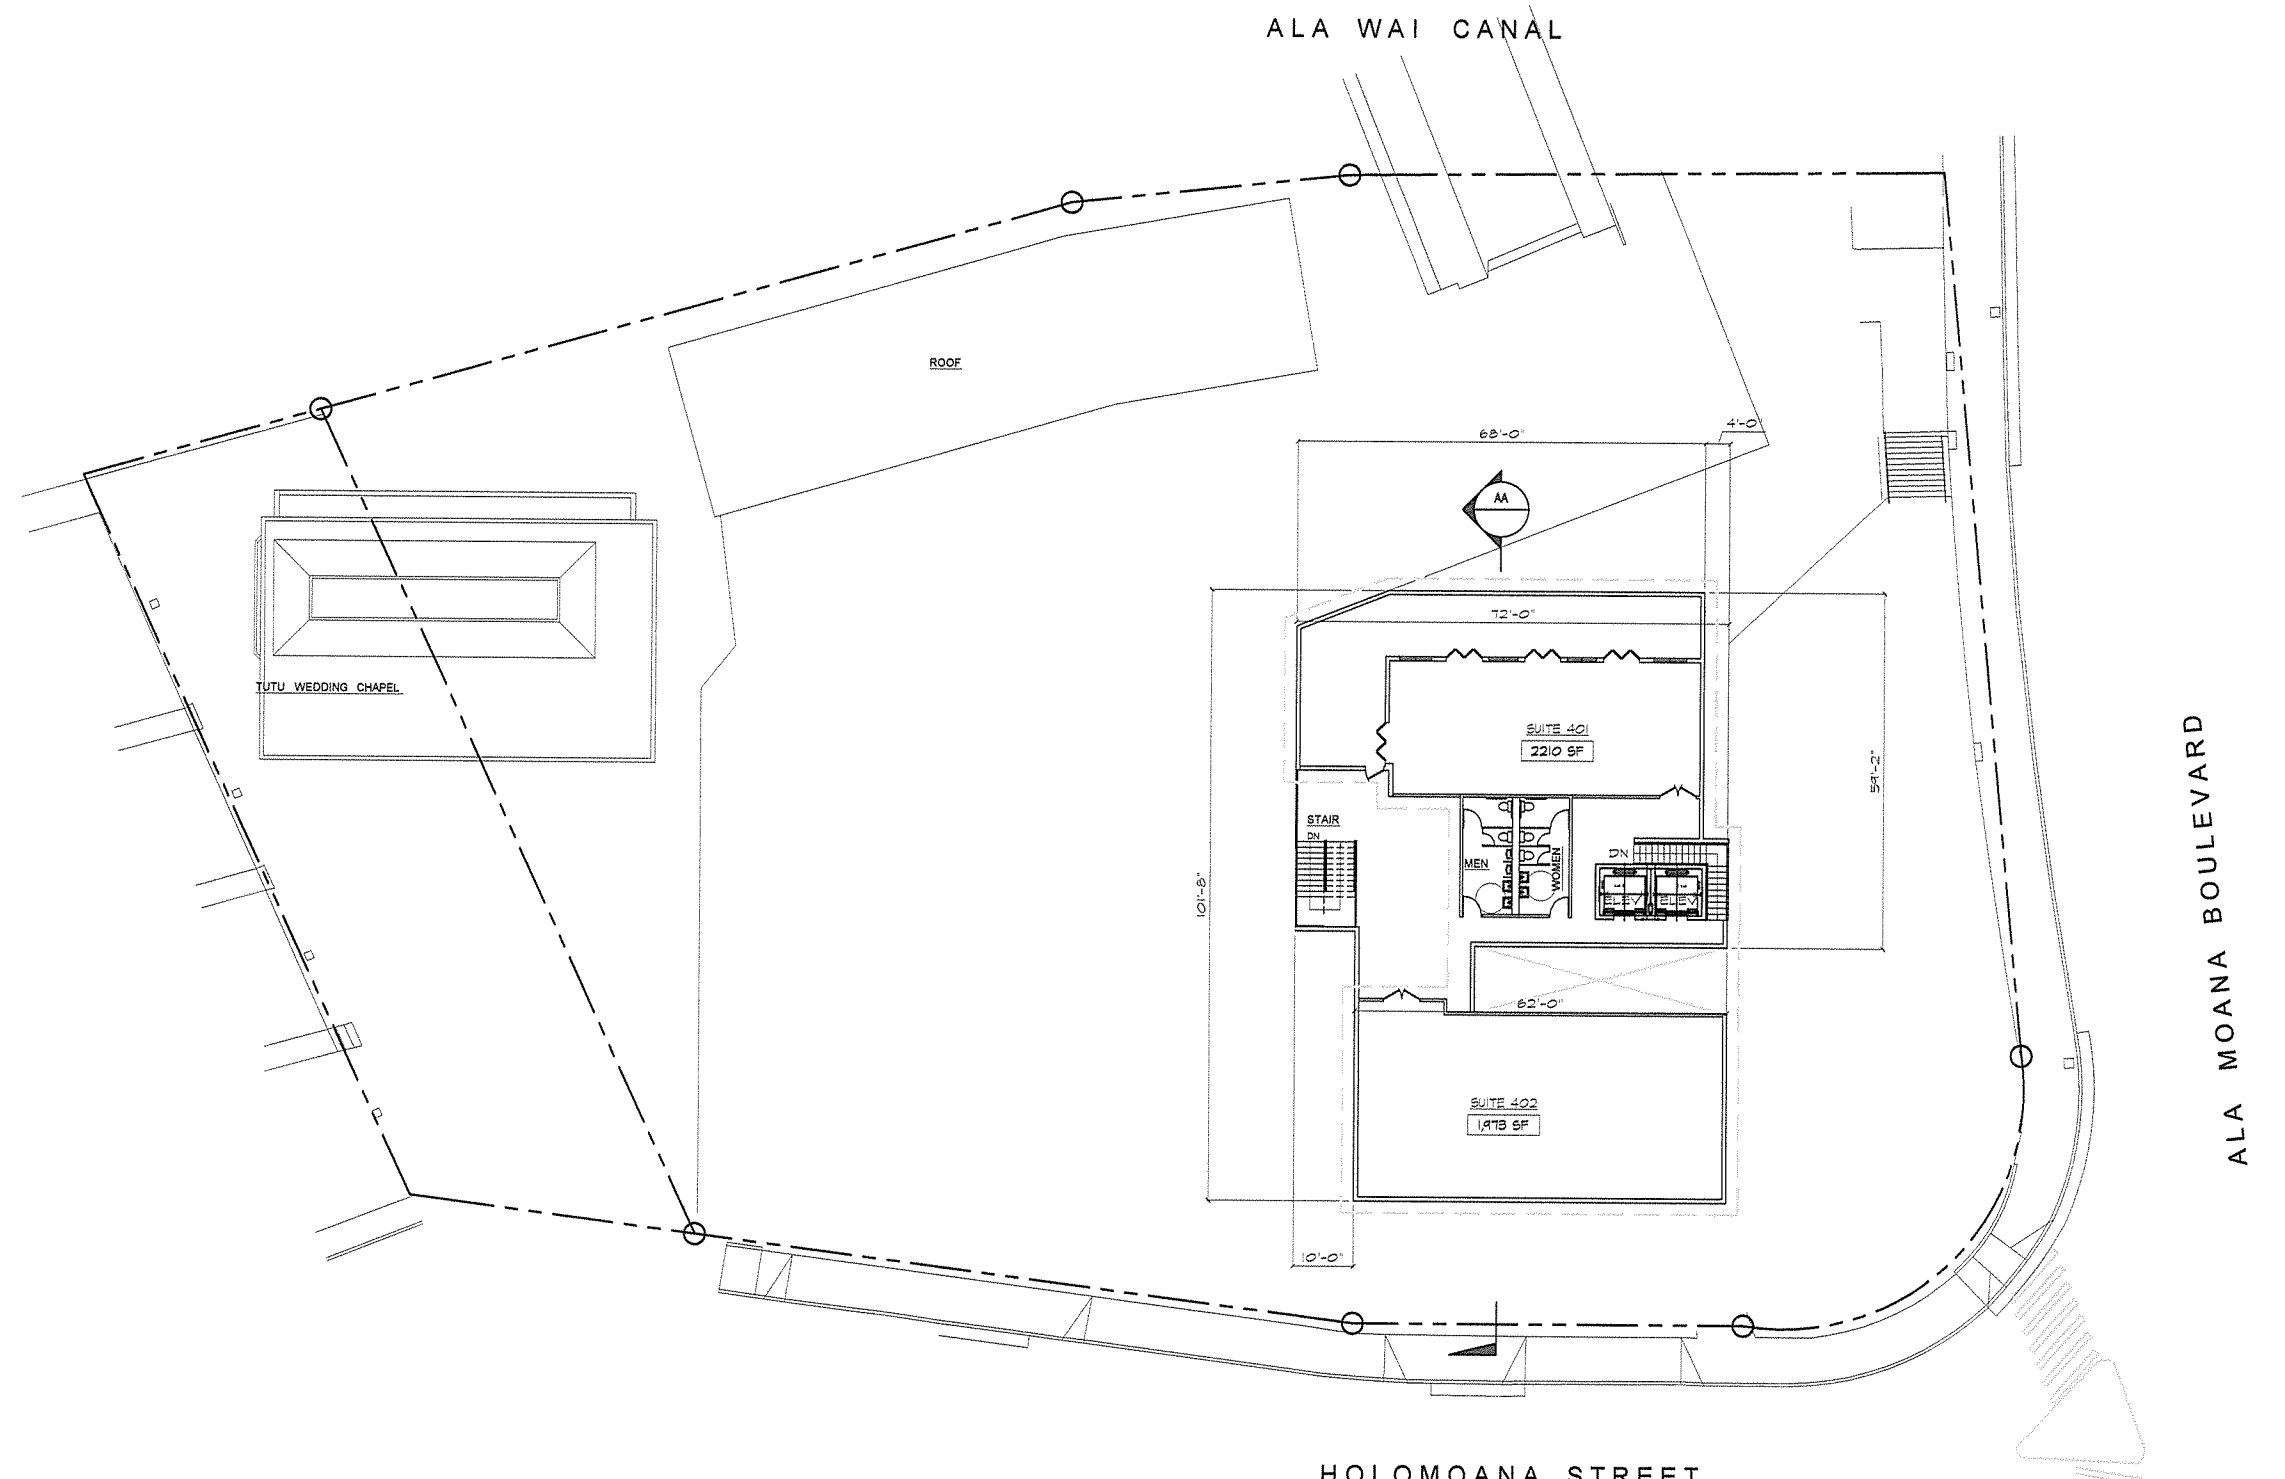 ALA WAI CANAL
ROOF
68'-0"
4'-0
AA
72'-0"
TUTU WEDDING CHAPEL
SUITE 401
2210 SF
59'-2"
STAIR
DN
MEN
WOMEN
DN
ELEV
ELEV
101'-8"
62'-0"
SUITE 402
1,973 SF
10'-0"
ALA MOANA BOULEVARD
HOLOMOANA STREET